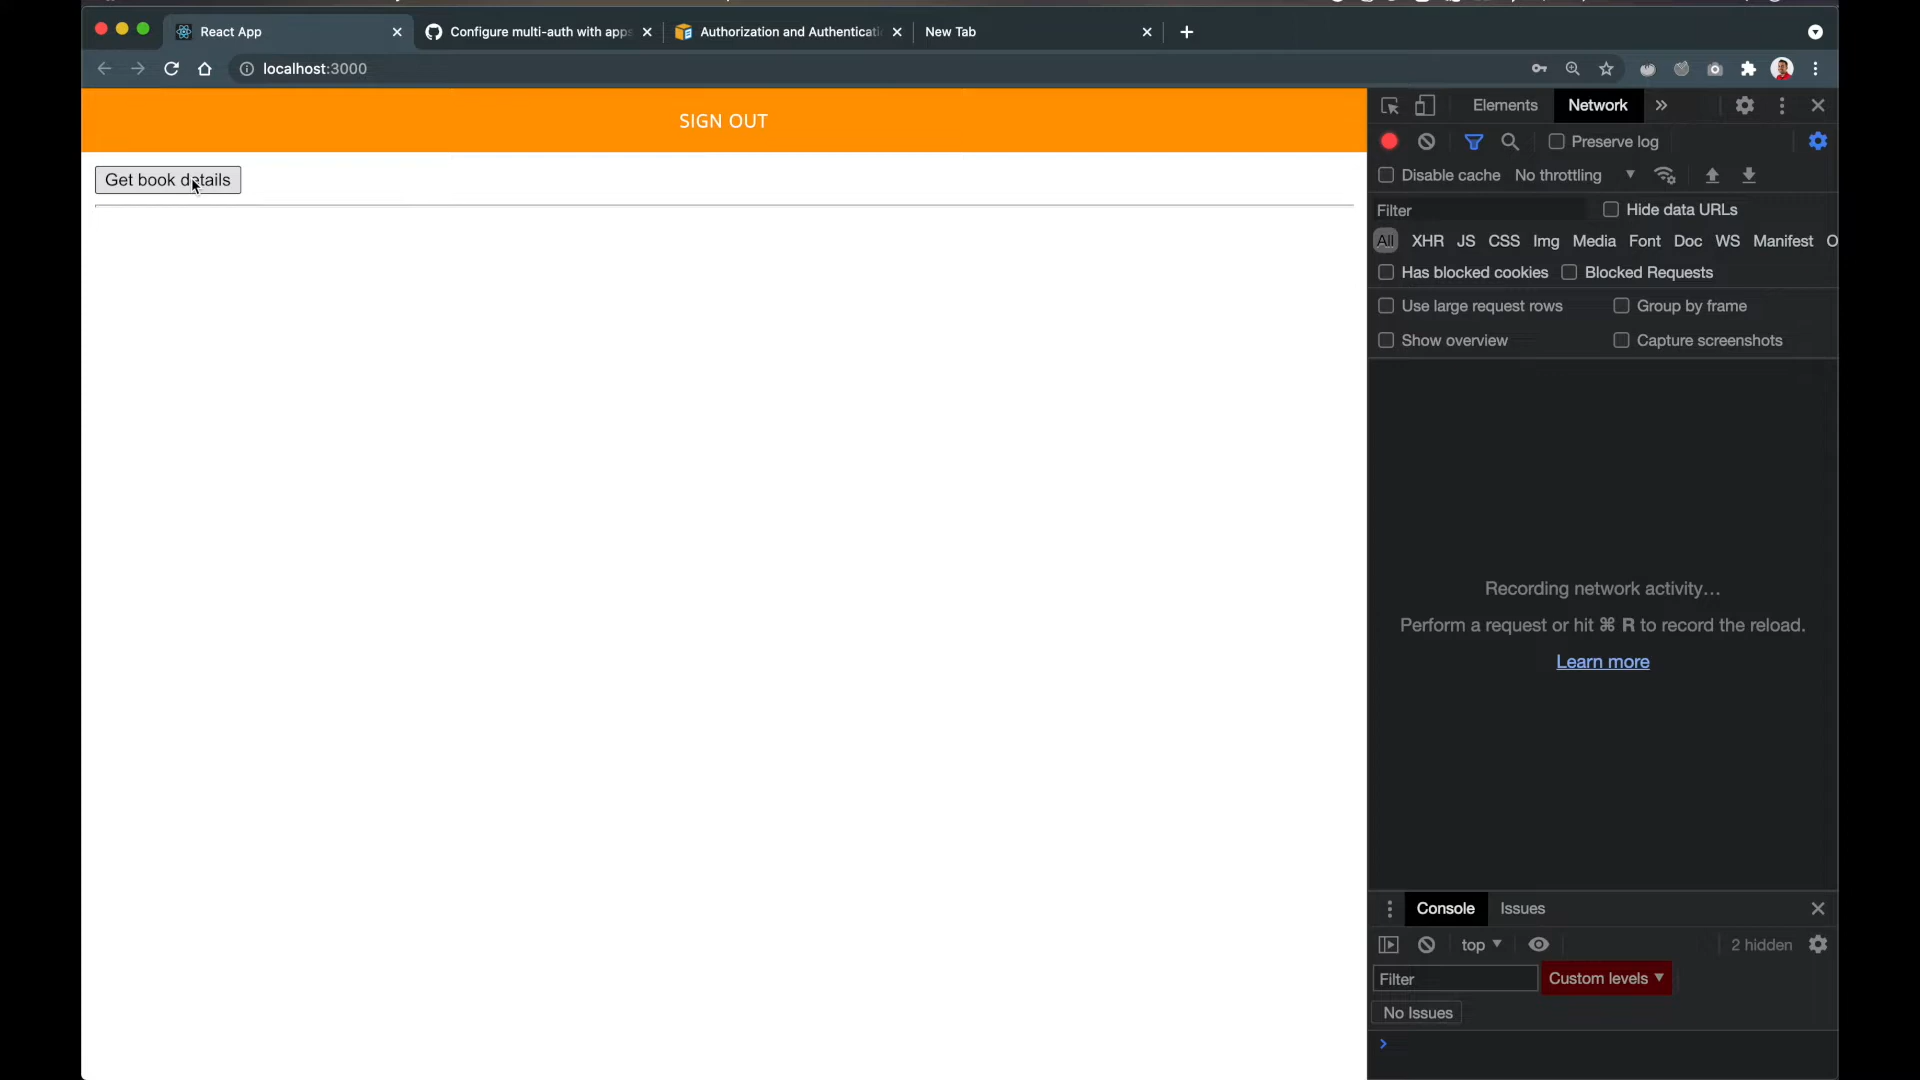 React App
Configure multi-auth with apps
Authorization and Authenticati
New Tab
localhost:3000
SIGN OUT
Get book details
Elements
Network
Preserve log
Disable cache
No throttling
Filter
Hide data URLs
All
XHR
JS
CSS
Img
Media
Font
Doc
WS
Manifest
O
Has blocked cookies
Blocked Requests
Use large request rows
Group by frame
Show overview
Capture screenshots
Recording network activity…
Perform a request or hit ⌘ R to record the reload.
Learn more
Console
Issues
top
2 hidden
Filter
Custom levels
No Issues